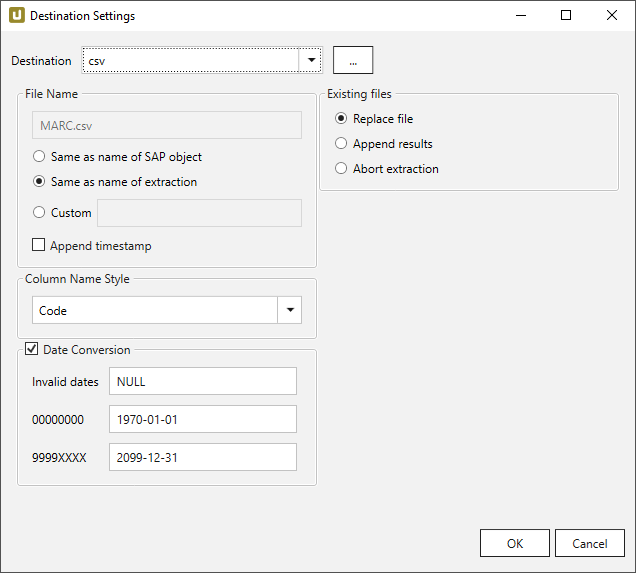 Destination Settings
Destination csv ...
File Name
MARC.csv
Same as name of SAP object
Same as name of extraction
Custom
Append timestamp
Existing files
Replace file
Append results
Abort extraction
Column Name Style
Code
Date Conversion
Invalid dates NULL
00000000 1970-01-01
9999XXXX 2099-12-31
OK Cancel